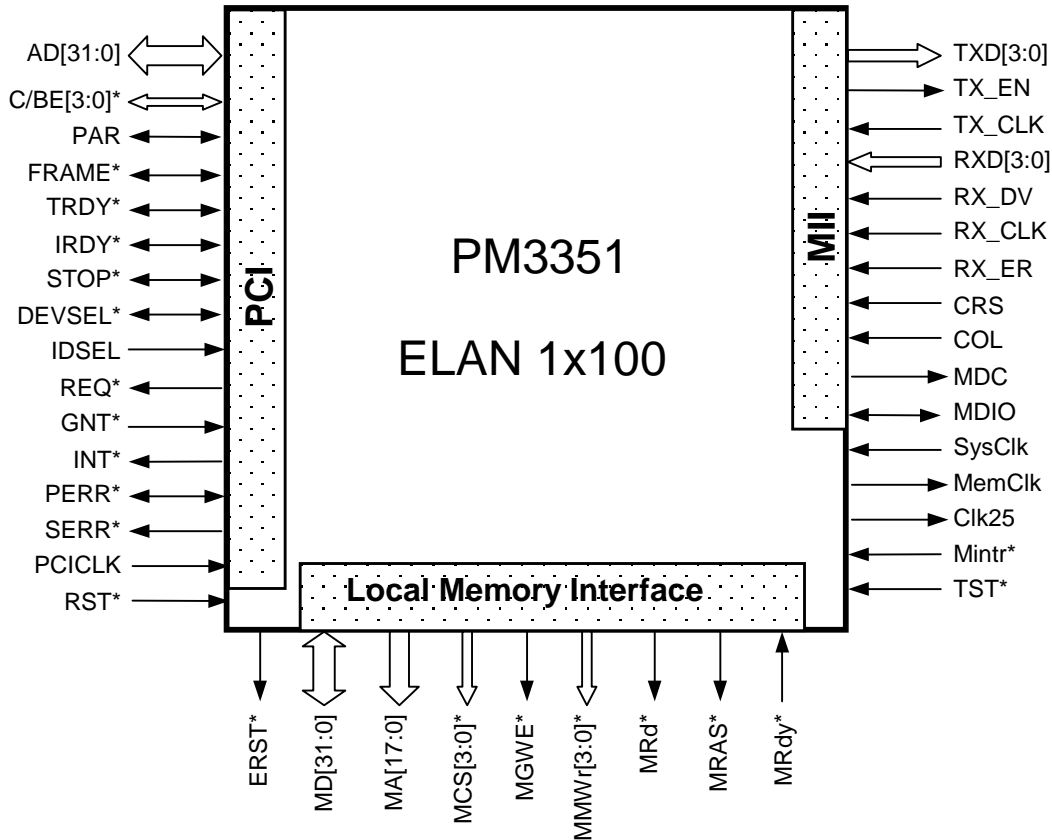 AD[31:0]
C/BE[3:0]*
PAR
FRAME*
TRDY*
IRDY*
STOP*
DEVSEL*
IDSEL
REQ*
GNT*
INT*
PERR*
SERR*
PCICLK
RST*
PCI
PM3351
ELAN 1x100
MII
TXD[3:0]
TX_EN
TX_CLK
RXD[3:0]
RX_DV
RX_CLK
RX_ER
CRS
COL
MDC
MDIO
SysClk
MemClk
Clk25
Mintr*
TST*
Local Memory Interface
ERST*
MD[31:0]
MA[17:0]
MCS[3:0]*
MGWE*
MMWr[3:0]*
MRd*
MRAS*
MRdy*